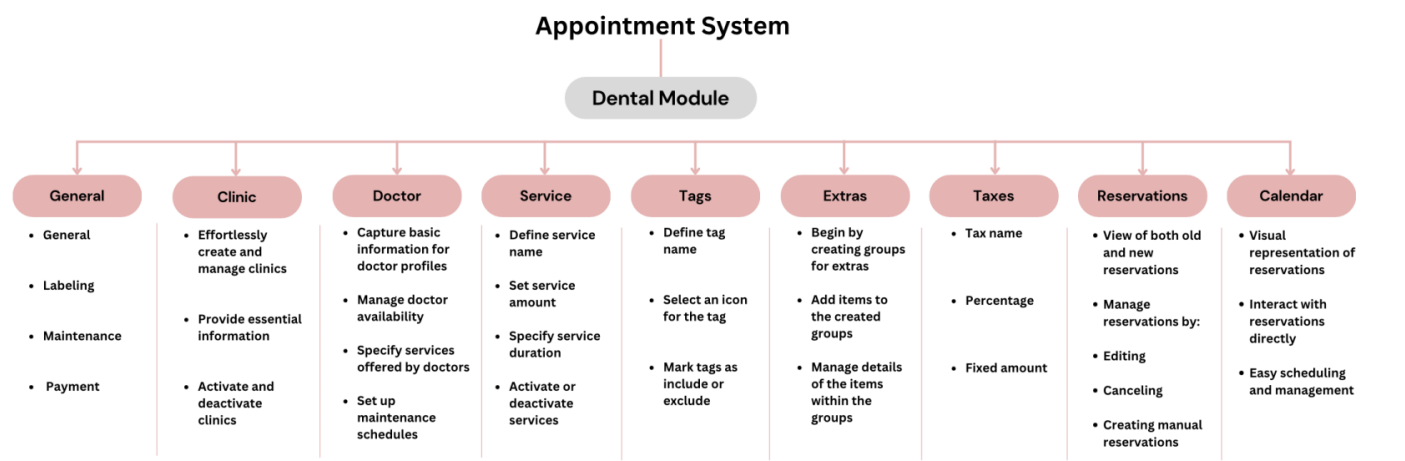 Appointment System
Dental Module
General
Clinic
Doctor
Service
Tags
Extras
Taxes
Reservations
Calendar
• General
• Labeling
• Maintenance
• Payment
• Effortlessly
create and
manage clinics
• Provide essential
information
• Activate and
deactivate
clinics
• Capture basic
information for
doctor profiles
• Manage doctor
availability
• Specify services
offered by doctors
• Set up
maintenance
schedules
• Define service
name
• Set service
amount
• Specify service
duration
• Activate or
deactivate
services
• Define tag
name
• Select an icon
for the tag
• Mark tags as
include or
exclude
• Begin by
creating groups
for extras
• Add items to
the created
groups
• Manage details
of the items
within the
groups
• Tax name
• Percentage
• Fixed amount
• View of both old
and new
reservations
• Manage
reservations by:
• Editing
• Canceling
• Creating manual
reservations
• Visual
representation of
reservations
• Interact with
reservations
directly
• Easy scheduling
and management